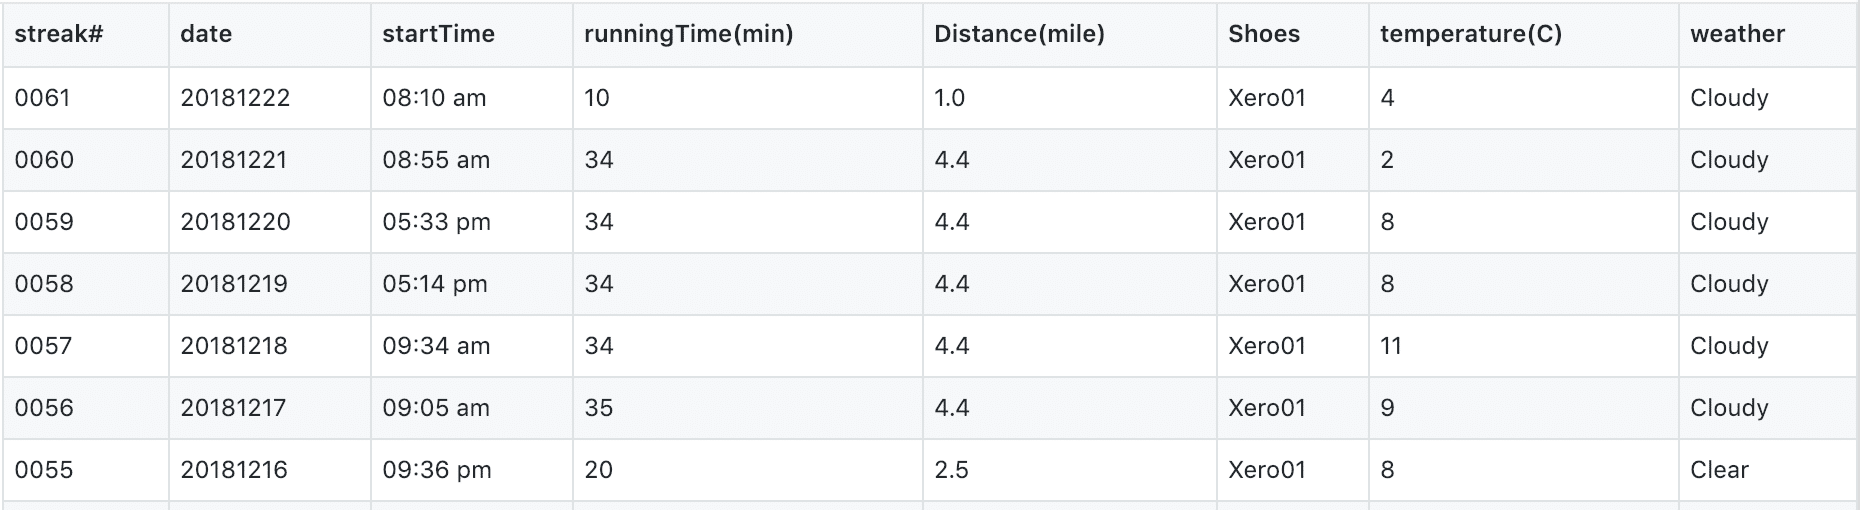 streak# date startTime runningTime(min) Distance(mile) Shoes temperature(C) weather
0061 20181222 08:10 am 10 1.0 Xero01 4 Cloudy
0060 20181221 08:55 am 34 4.4 Xero01 2 Cloudy
0059 20181220 05:33 pm 34 4.4 Xero01 8 Cloudy
0058 20181219 05:14 pm 34 4.4 Xero01 8 Cloudy
0057 20181218 09:34 am 34 4.4 Xero01 11 Cloudy
0056 20181217 09:05 am 35 4.4 Xero01 9 Cloudy
0055 20181216 09:36 pm 20 2.5 Xero01 8 Clear